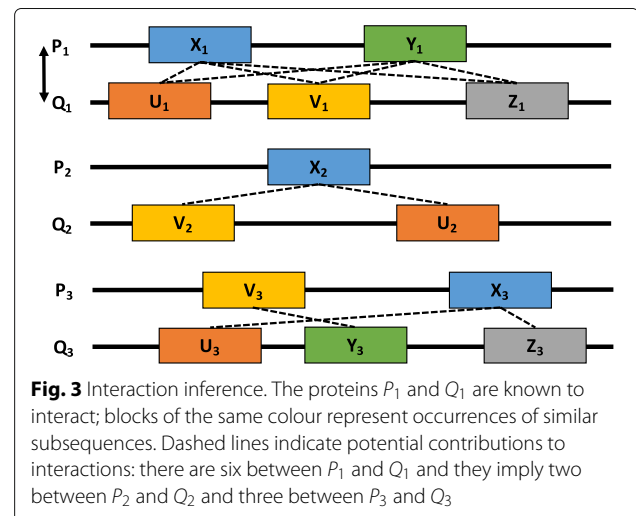 P₁ X₁ Y₁
Q₁ U₁ V₁ Z₁
P₂ X₂
Q₂ V₂ U₂
P₃ V₃ X₃
Q₃ U₃ Y₃ Z₃
Fig. 3 Interaction inference. The proteins P₁ and Q₁ are known to
interact; blocks of the same colour represent occurrences of similar
subsequences. Dashed lines indicate potential contributions to
interactions: there are six between P₁ and Q₁ and they imply two
between P₂ and Q₂ and three between P₃ and Q₃